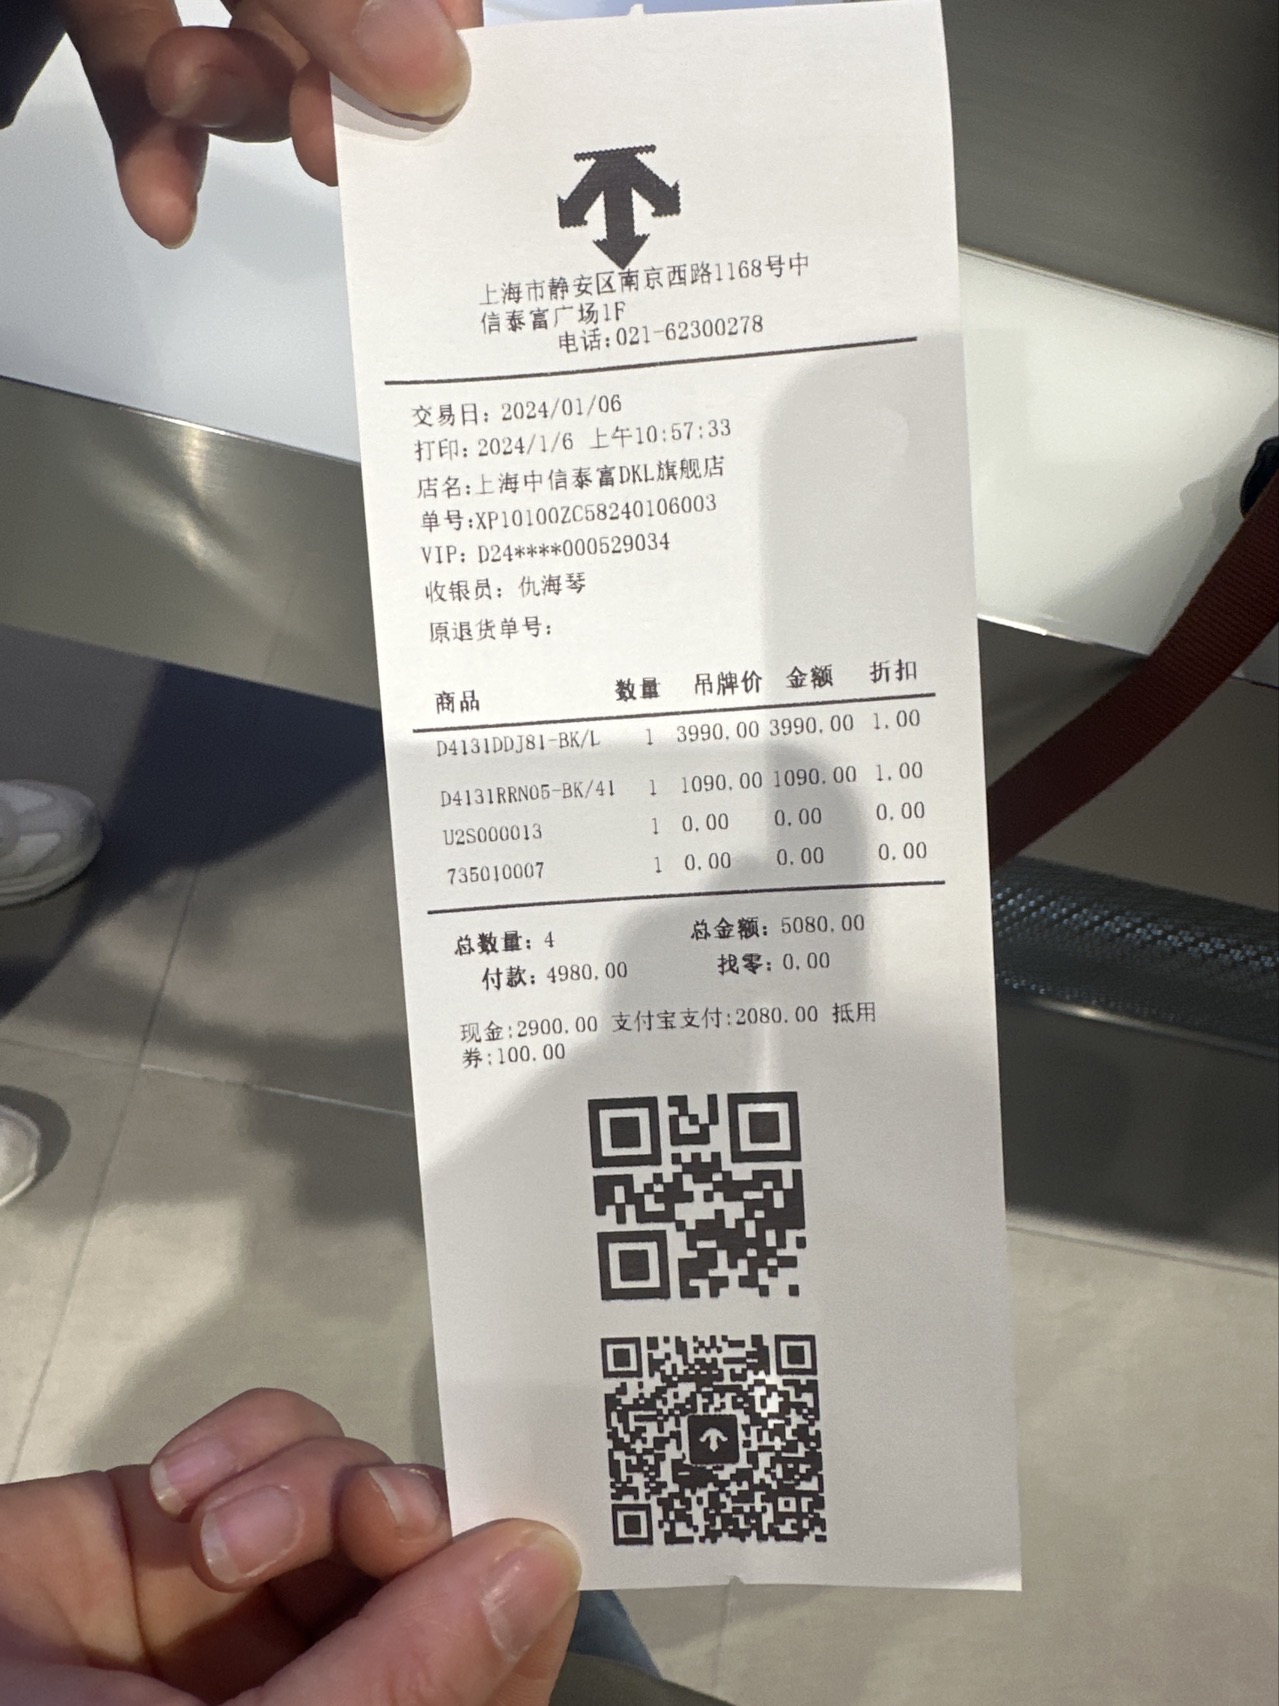 上海市静安区南京西路1168号中
信泰富广场1F
电话:021-62300278
交易日: 2024/01/06
打印: 2024/1/6 上午10:57:33
店名:上海中信泰富DKL旗舰店
单号:XP10100ZC58240106003
VIP: D24****000529034
收银员: 仇海琴
原退货单号:
商品 数量 吊牌价 金额 折扣
D4131DDJ81-BK/L 1 3990.00 3990.00 1.00
D4131RRN05-BK/41 1 1090.00 1090.00 1.00
U2S000013 1 0.00 0.00 0.00
735010007 1 0.00 0.00 0.00
总数量: 4 总金额: 5080.00
付款: 4980.00 找零: 0.00
现金:2900.00 支付宝支付:2080.00 抵用
券:100.00